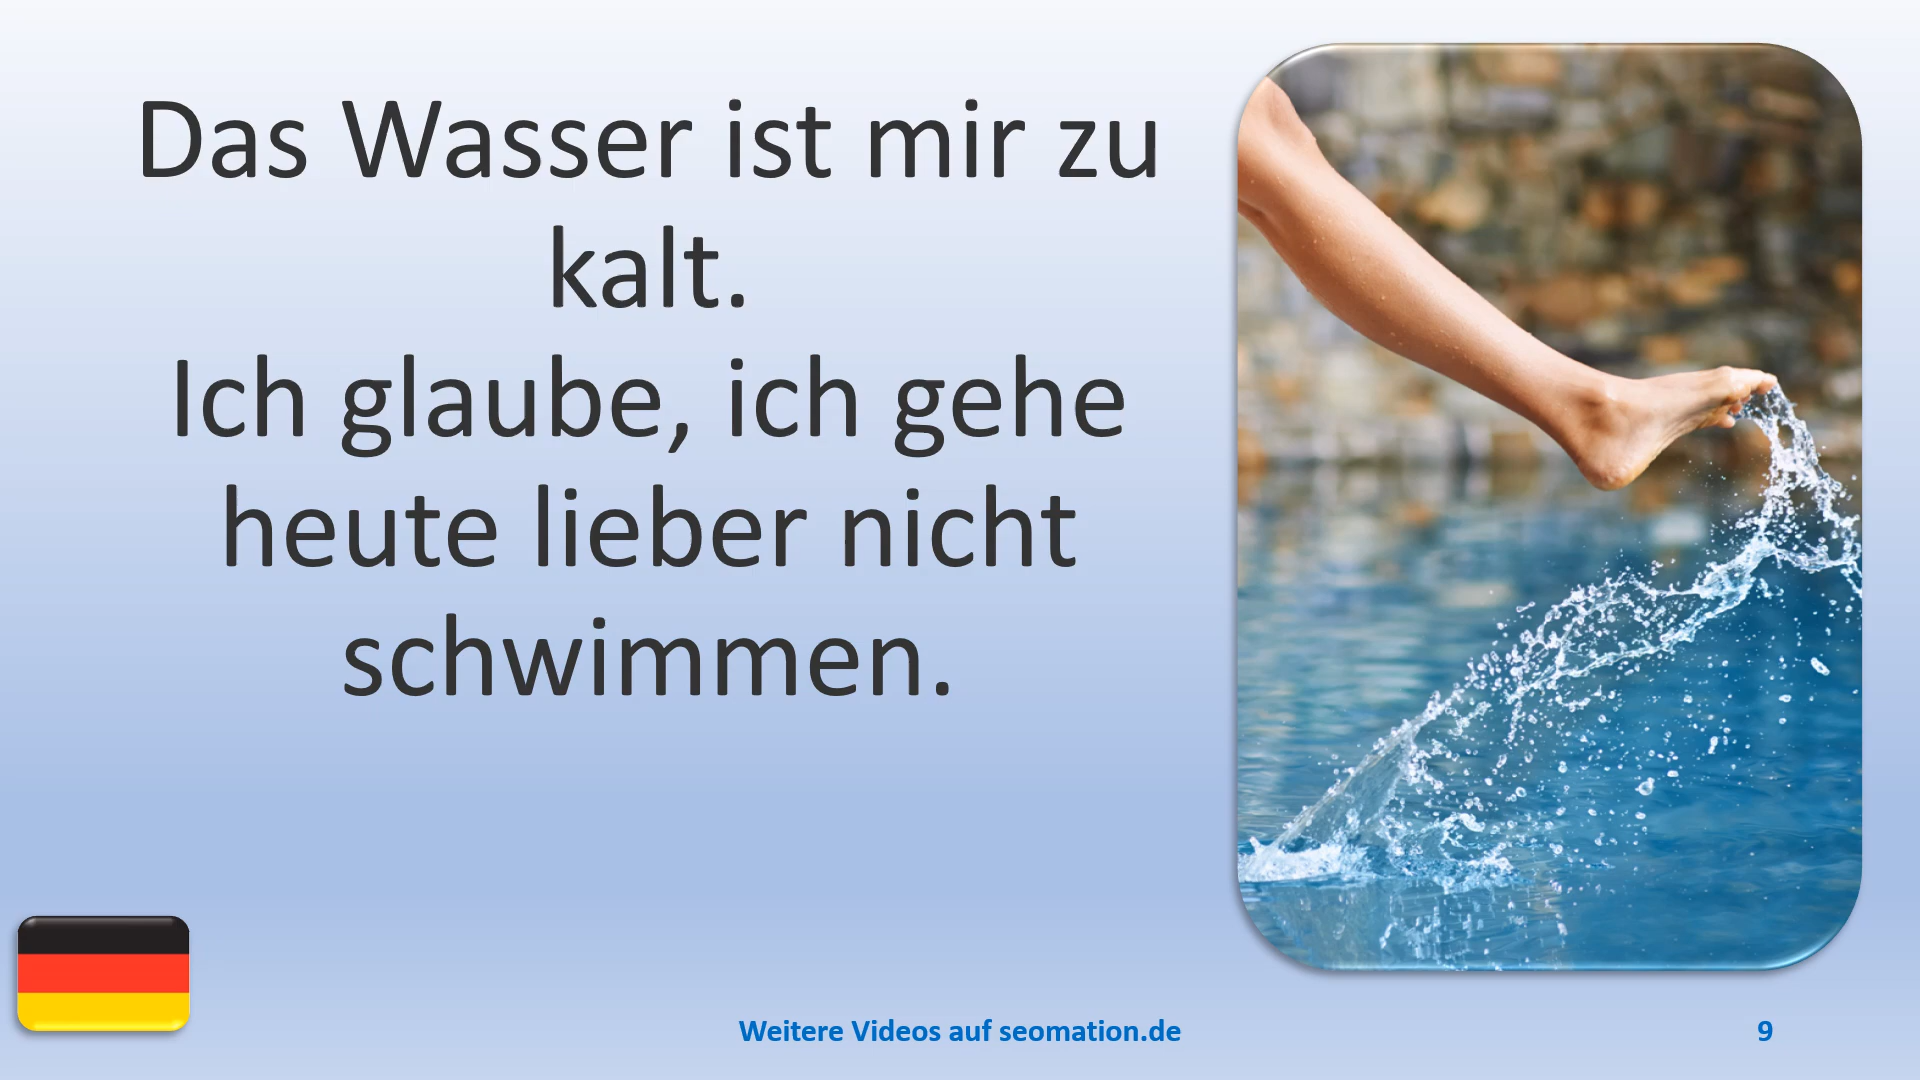 Das Wasser ist mir zu
kalt.
Ich glaube, ich gehe
heute lieber nicht
schwimmen.
Weitere Videos auf seomation.de
9